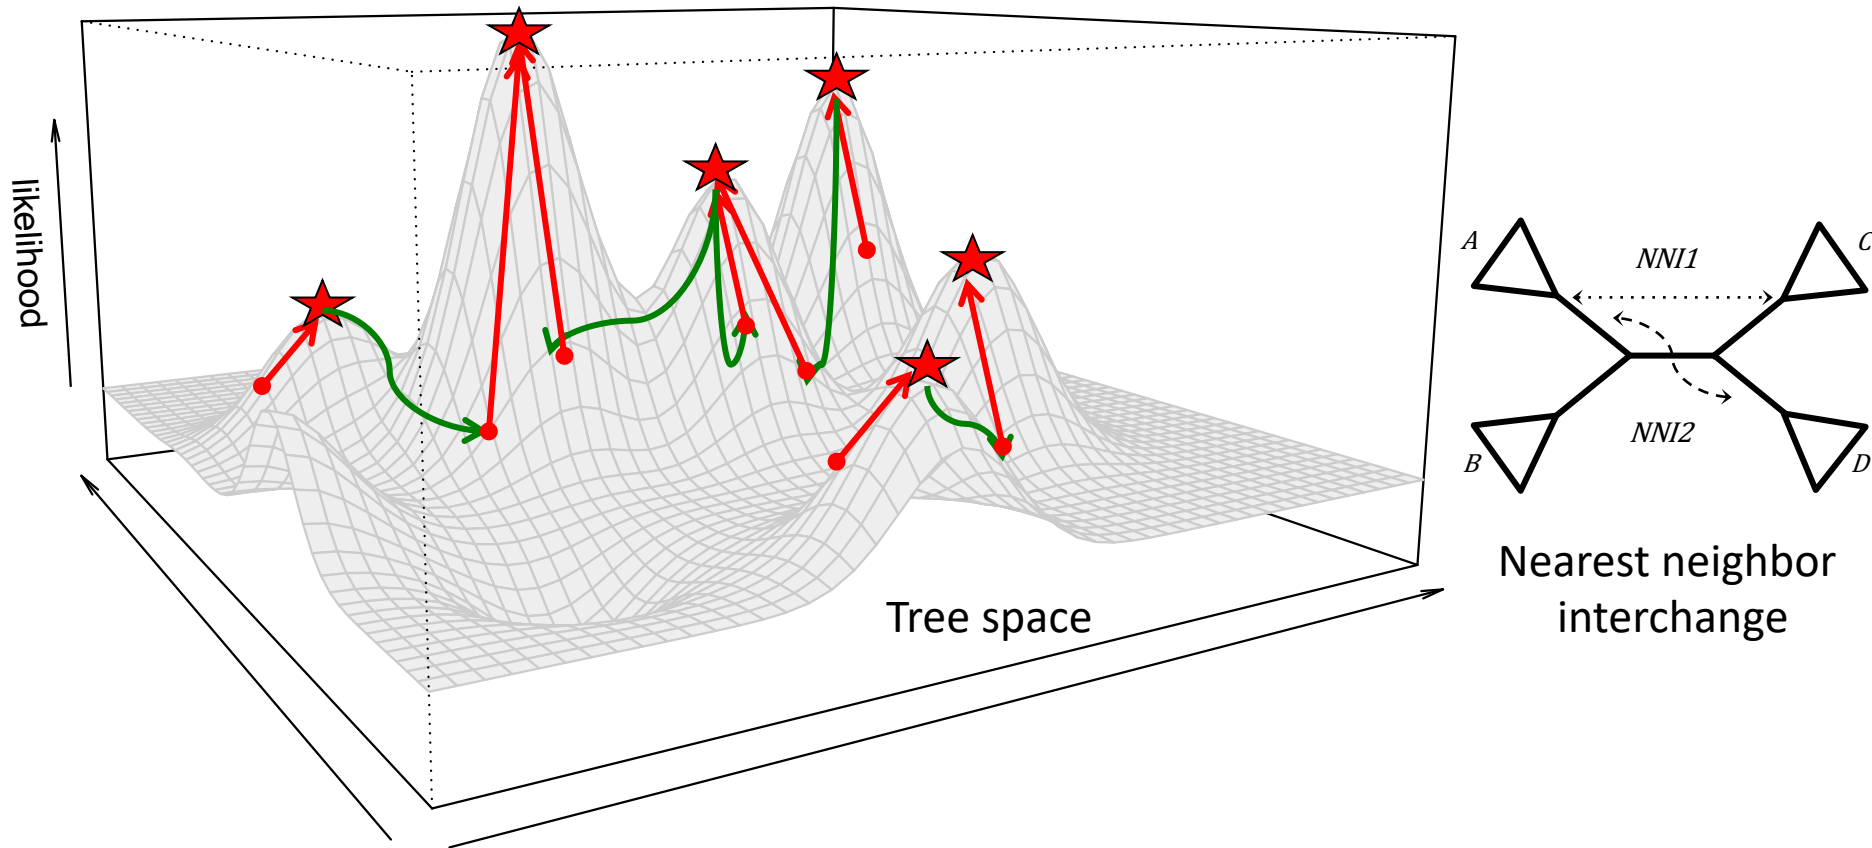 likelihood
Tree space
A
C
NNI1
NNI2
B
D
Nearest neighbor
interchange